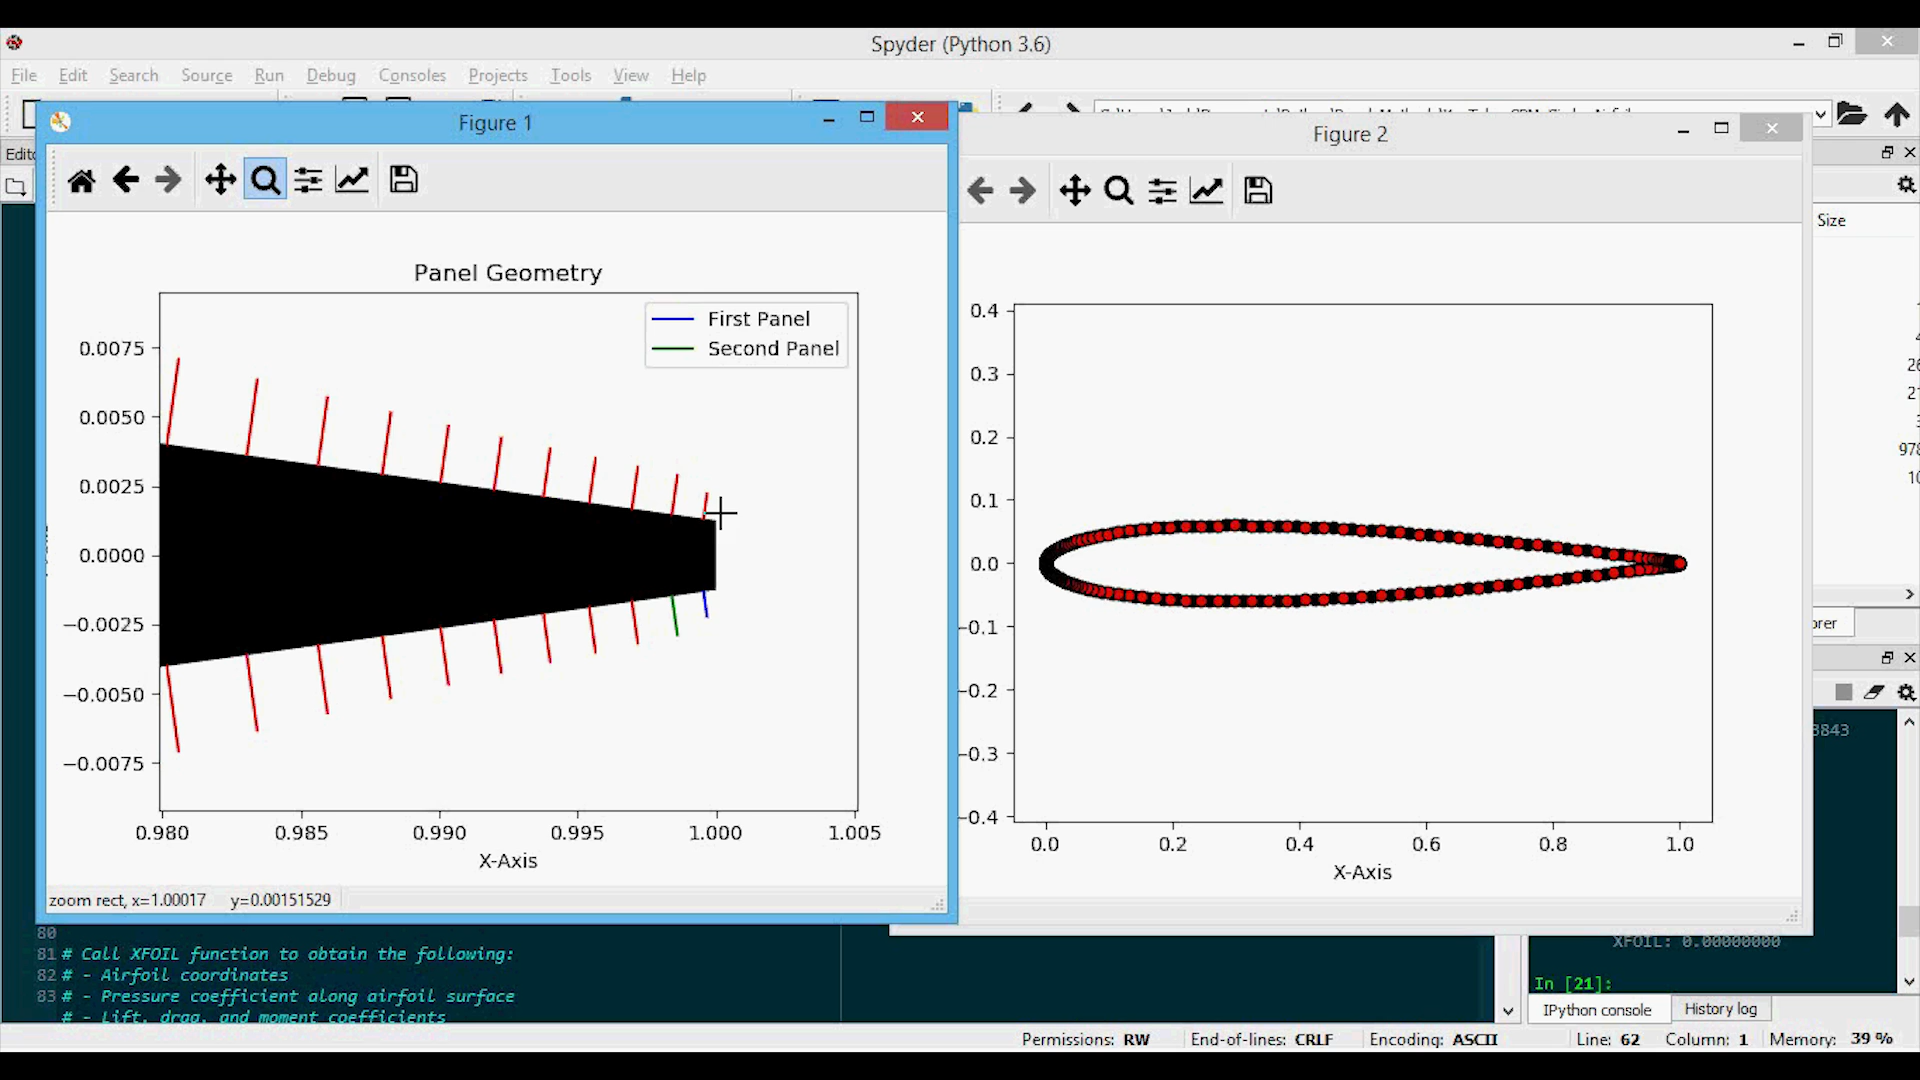 Spyder (Python 3.6)
File Edit Search Source Run Debug Consoles Projects Tools View Help
Figure 1
Figure 2
Size
Panel Geometry
First Panel
Second Panel
0.0075
0.0050
0.0025
0.0000
−0.0025
−0.0050
−0.0075
0.980 0.985 0.990 0.995 1.000 1.005
X-Axis
zoom rect, x=1.00017 y=0.00151529
0.4
0.3
0.2
0.1
0.0
−0.1
−0.2
−0.3
−0.4
0.0 0.2 0.4 0.6 0.8 1.0
X-Axis
80
81 # Call XFOIL function to obtain the following:
82 # - Airfoil coordinates
83 # - Pressure coefficient along airfoil surface
# - Lift, drag, and moment coefficients
XFOIL: 0.00000000
In [21]:
IPython console History log
Permissions: RW End-of-lines: CRLF Encoding: ASCII Line: 62 Column: 1 Memory: 39 %